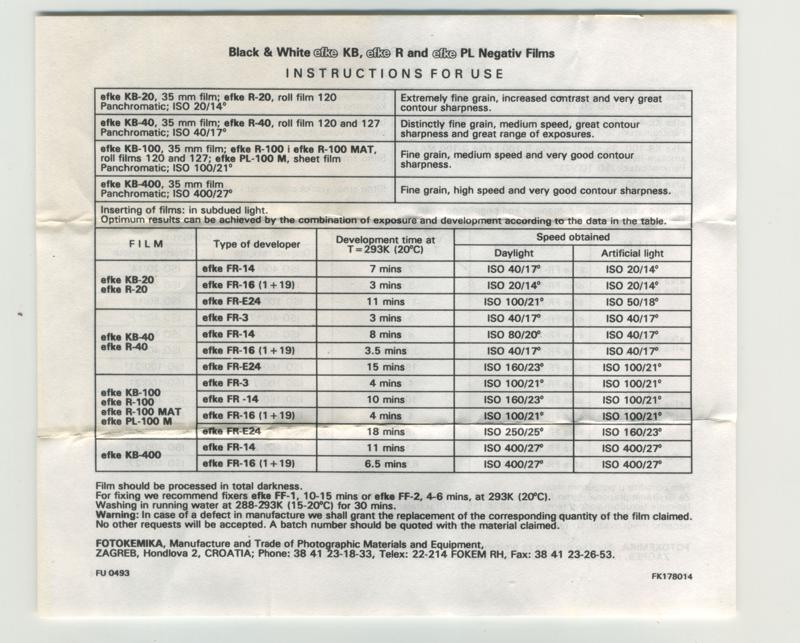 Black & White efke KB, efke R and efke PL Negativ Films
INSTRUCTIONS FOR USE
efke KB-20, 35 mm film; efke R-20, roll film 120
Panchromatic; ISO 20/14°
Extremely fine grain, increased contrast and very great
contour sharpness.
efke KB-40, 35 mm film; efke R-40, roll film 120 and 127
Panchromatic; ISO 40/17°
Distinctly fine grain, medium speed, great contour
sharpness and great range of exposures.
efke KB-100, 35 mm film; efke R-100 i efke R-100 MAT,
roll films 120 and 127; efke PL-100 M, sheet film
Panchromatic; ISO 100/21°
Fine grain, medium speed and very good contour
sharpness.
efke KB-400, 35 mm film
Panchromatic; ISO 400/27°
Fine grain, high speed and very good contour sharpness.
Inserting of films: in subdued light.
Optimum results can be achieved by the combination of exposure and development according to the data in the table.
FILM
Type of developer
Development time at
T=293K (20°C)
Speed obtained
Daylight
Artificial light
efke KB-20
efke R-20
efke FR-14 7 mins ISO 40/17° ISO 20/14°
efke FR-16 (1+19) 3 mins ISO 20/14° ISO 20/14°
efke FR-E24 11 mins ISO 100/21° ISO 50/18°
efke KB-40
efke R-40
efke FR-3 3 mins ISO 40/17° ISO 40/17°
efke FR-14 8 mins ISO 80/20° ISO 40/17°
efke FR-16 (1+19) 3.5 mins ISO 40/17° ISO 40/17°
efke FR-E24 15 mins ISO 160/23° ISO 100/21°
efke KB-100
efke R-100
efke R-100 MAT
efke PL-100 M
efke FR-3 4 mins ISO 100/21° ISO 100/21°
efke FR -14 10 mins ISO 160/23° ISO 100/21°
efke FR-16 (1+19) 4 mins ISO 100/21° ISO 100/21°
efke FR-E24 18 mins ISO 250/25° ISO 160/23°
efke KB-400
efke FR-14 11 mins ISO 400/27° ISO 400/27°
efke FR-16 (1+19) 6.5 mins ISO 400/27° ISO 400/27°
Film should be processed in total darkness.
For fixing we recommend fixers efke FF-1, 10-15 mins or efke FF-2, 4-6 mins, at 293K (20°C).
Washing in running water at 288-293K (15-20°C) for 30 mins.
Warning: In case of a defect in manufacture we shall grant the replacement of the corresponding quantity of the film claimed.
No other requests will be accepted. A batch number should be quoted with the material claimed.
FOTOKEMIKA, Manufacture and Trade of Photographic Materials and Equipment,
ZAGREB, Hondlova 2, CROATIA; Phone: 38 41 23-18-33, Telex: 22-214 FOKEM RH, Fax: 38 41 23-26-53.
FU 0493
FK178014